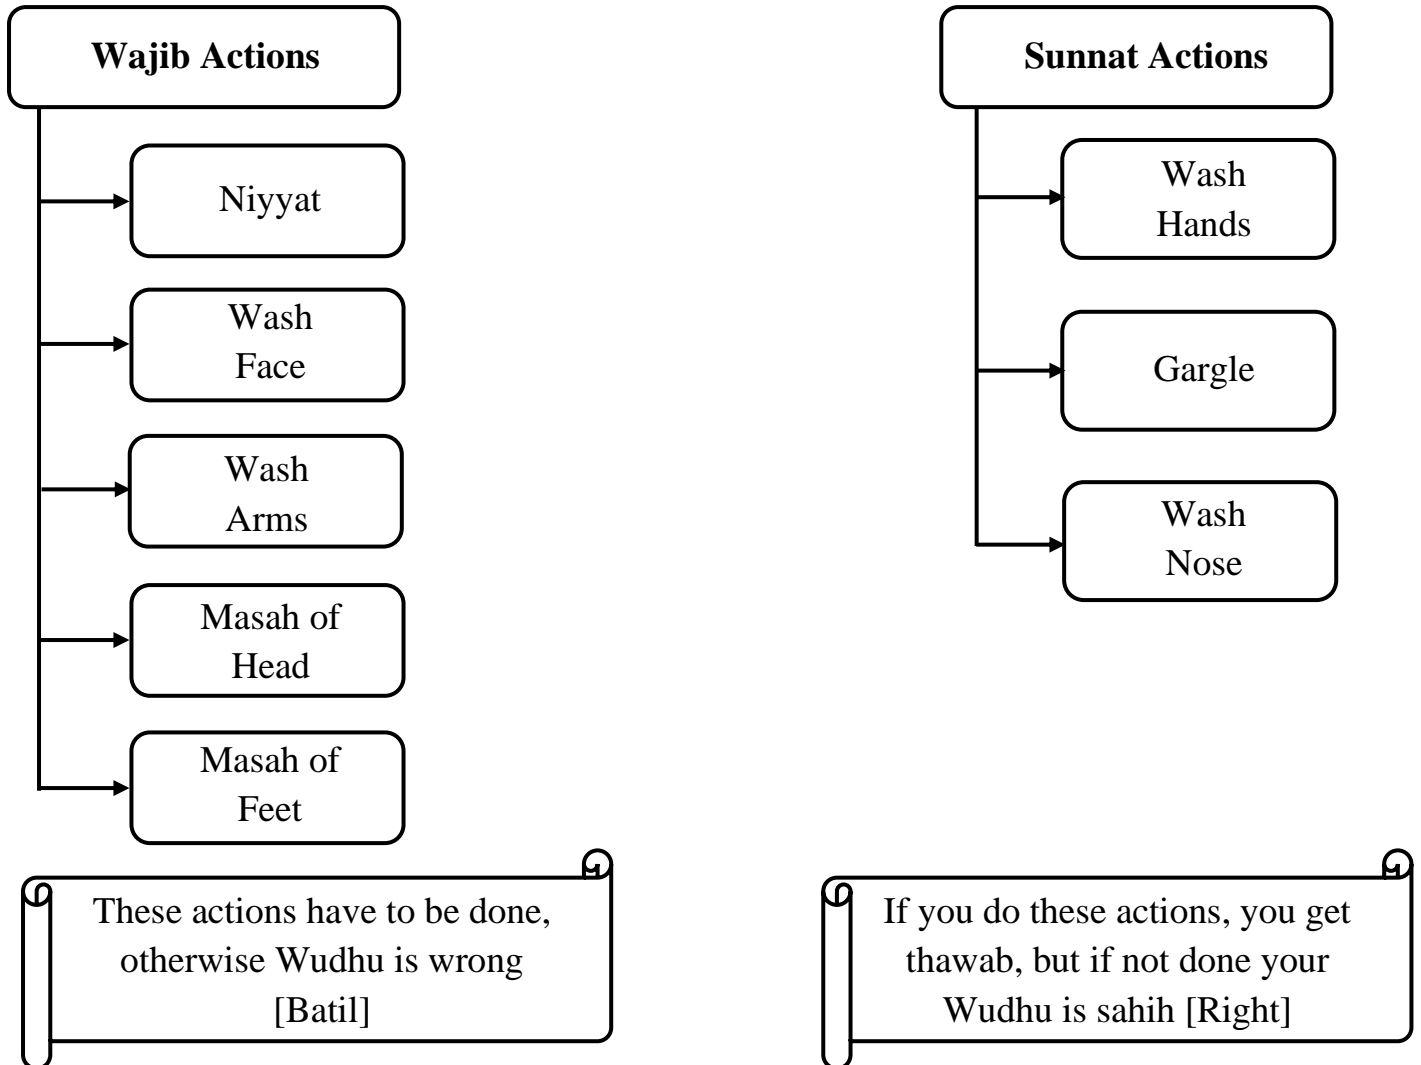 Wajib Actions
Niyyat
Wash
Face
Wash
Arms
Masah of
Head
Masah of
Feet
These actions have to be done,
otherwise Wudhu is wrong
[Batil]
Sunnat Actions
Wash
Hands
Gargle
Wash
Nose
If you do these actions, you get
thawab, but if not done your
Wudhu is sahih [Right]